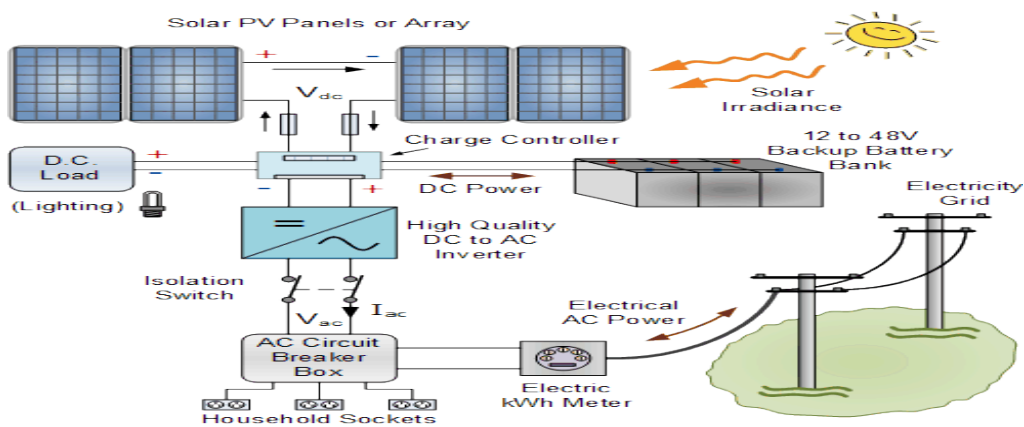 Solar PV Panels or Array
+
–
Vdc
Solar
Irradiance
Charge Controller
12 to 48V
Backup Battery
Bank
D.C.
Load
+
–
(Lighting)
–
+
DC Power
Electricity
Grid
High Quality
DC to AC
Inverter
Isolation
Switch
Iac
Vac
Electrical
AC Power
AC Circuit
Breaker
Box
Electric
kWh Meter
Household Sockets